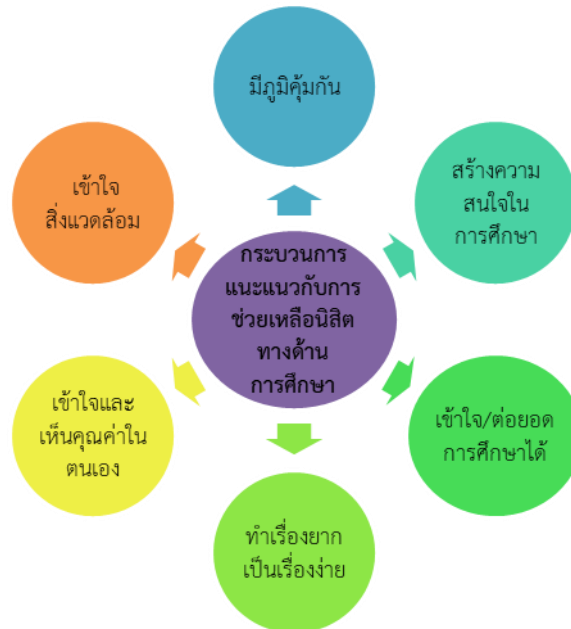 มีภูมิคุ้มกัน
สร้างความ
สนใจใน
การศึกษา
เข้าใจ/ต่อยอด
การศึกษาได้
ทำเรื่องยาก
เป็นเรื่องง่าย
เข้าใจและ
เห็นคุณค่าใน
ตนเอง
เข้าใจ
สิ่งแวดล้อม
กระบวนการ
แนะแนวกับการ
ช่วยเหลือนิสิต
ทางด้าน
การศึกษา